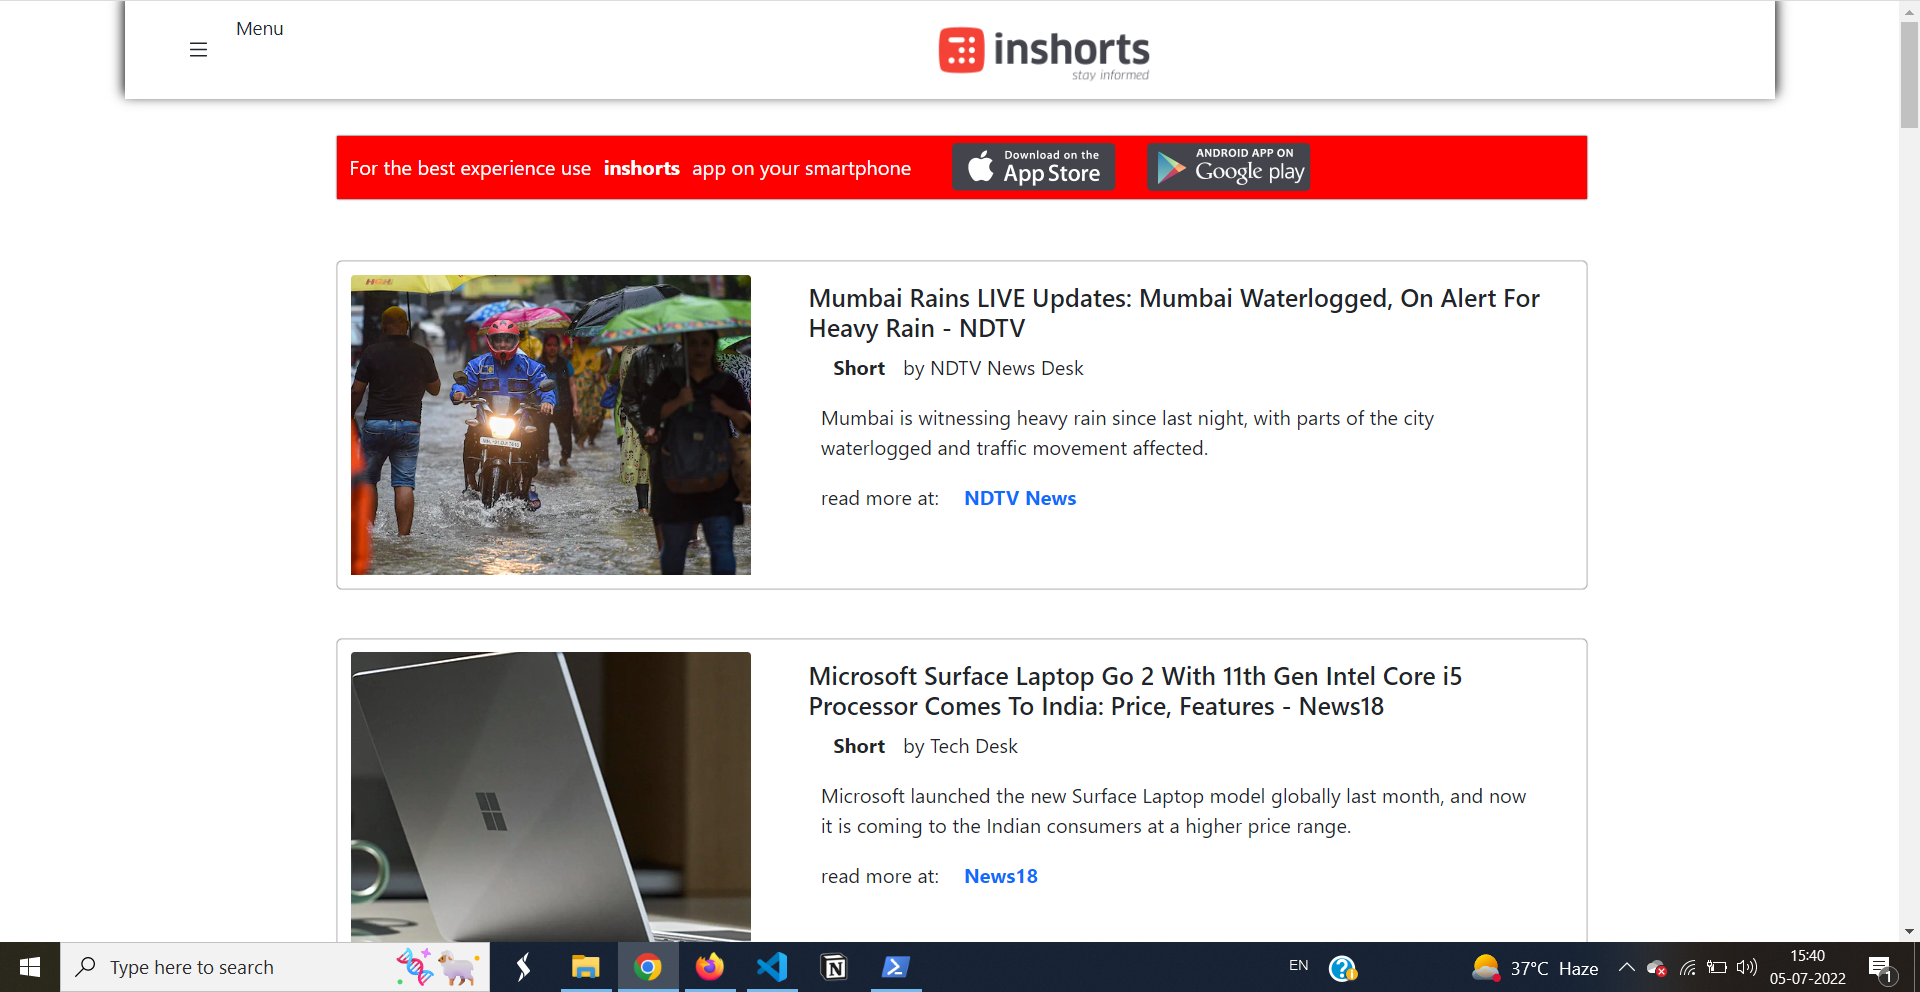 Menu
inshorts
stay informed
For the best experience use inshorts app on your smartphone
Download on the
App Store
ANDROID APP ON
Google play
Mumbai Rains LIVE Updates: Mumbai Waterlogged, On Alert For
Heavy Rain - NDTV
Short by NDTV News Desk
Mumbai is witnessing heavy rain since last night, with parts of the city
waterlogged and traffic movement affected.
read more at: NDTV News
Microsoft Surface Laptop Go 2 With 11th Gen Intel Core i5
Processor Comes To India: Price, Features - News18
Short by Tech Desk
Microsoft launched the new Surface Laptop model globally last month, and now
it is coming to the Indian consumers at a higher price range.
read more at: News18
Type here to search
EN
37°C Haze
15:40
05-07-2022
1